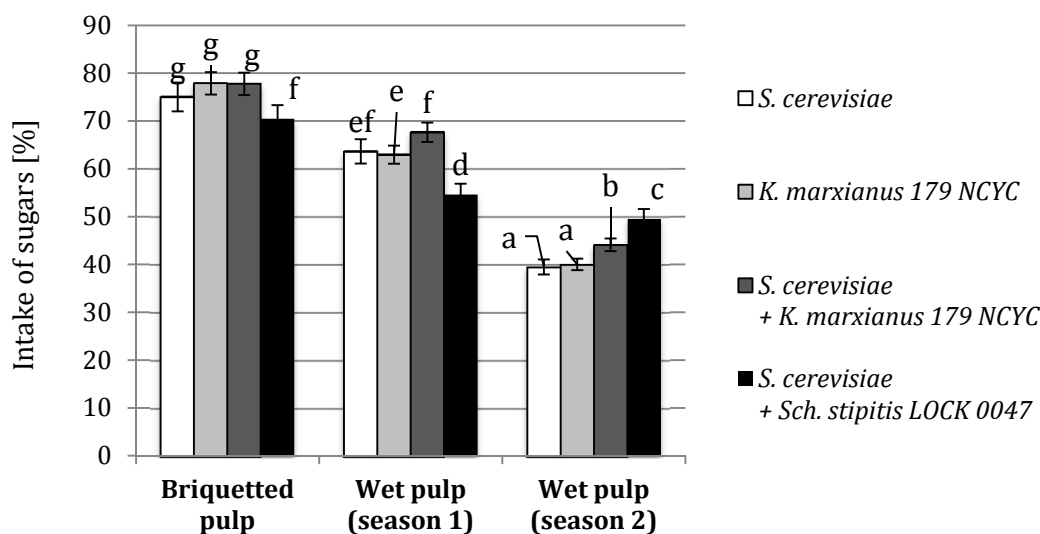 Intake of sugars [%]
90
80
70
60
50
40
30
20
10
0
g
g
g
f
ef
e
f
d
a
a
b
c
Briquetted
pulp
Wet pulp
(season 1)
Wet pulp
(season 2)
S. cerevisiae
K. marxianus 179 NCYC
S. cerevisiae
+ K. marxianus 179 NCYC
S. cerevisiae
+ Sch. stipitis LOCK 0047